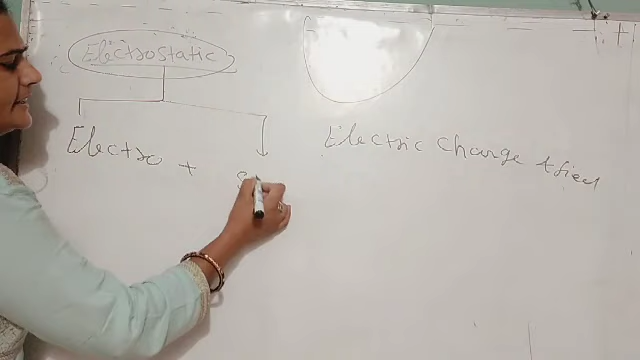 Electrostatic
Electro + S
Electric Charge & field